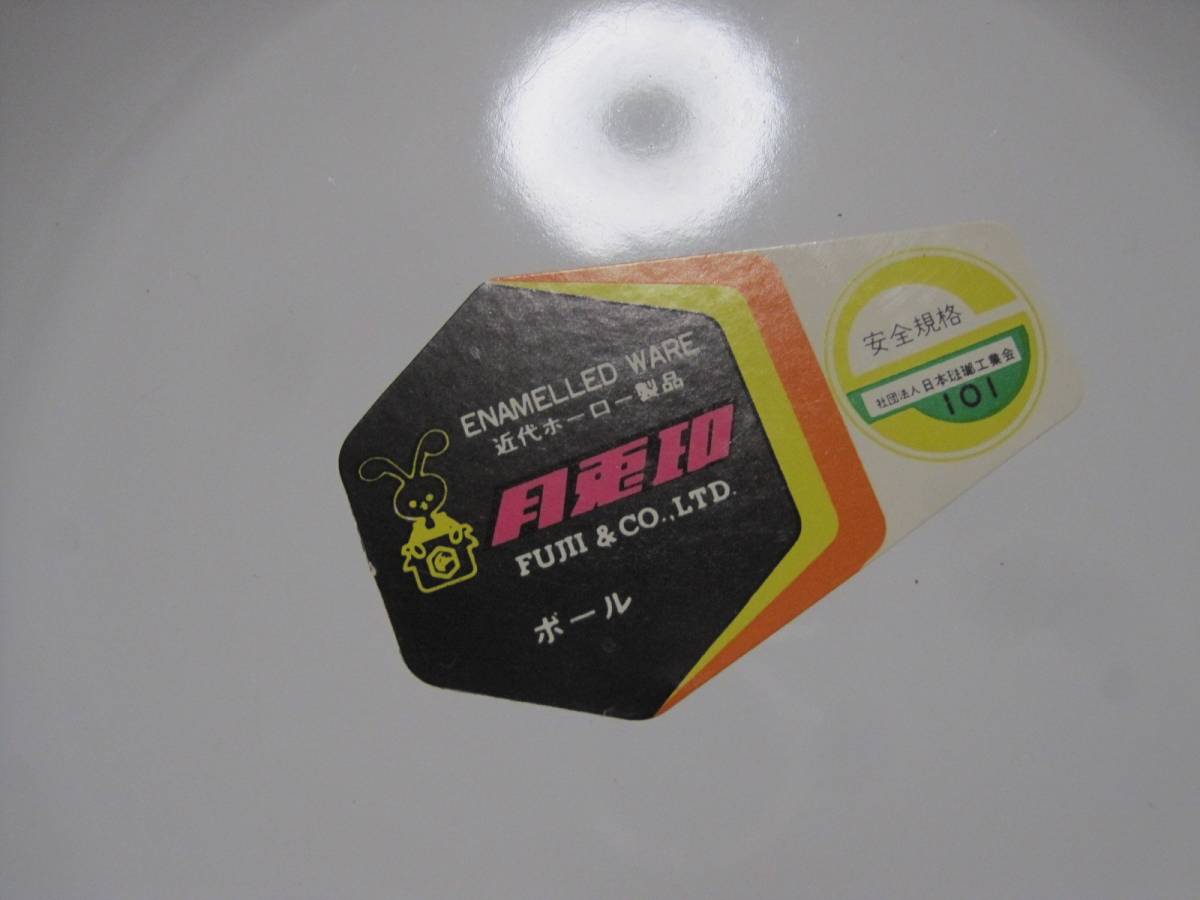 ENAMELLED WARE
近代ホーロー製品
月兎印
FUJII & CO.,LTD.
ボール
安全規格
社団法人日本琺瑯工業会
101